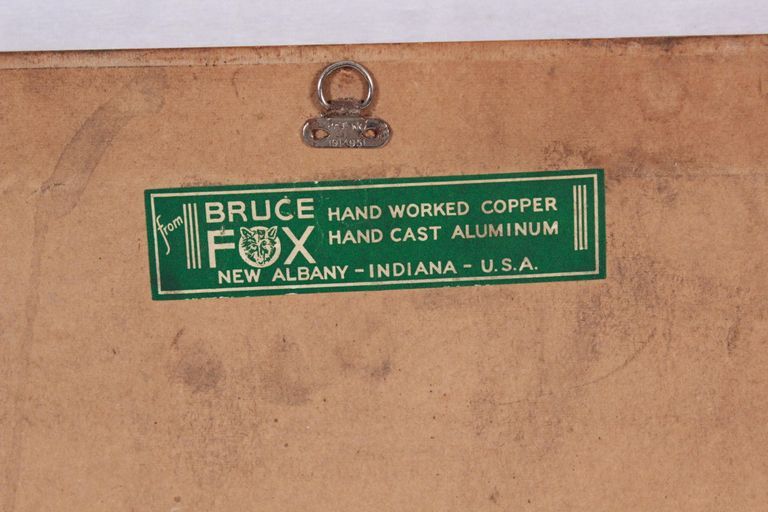 from
BRUCE
FOX
HAND WORKED COPPER
HAND CAST ALUMINUM
NEW ALBANY - INDIANA - U.S.A.